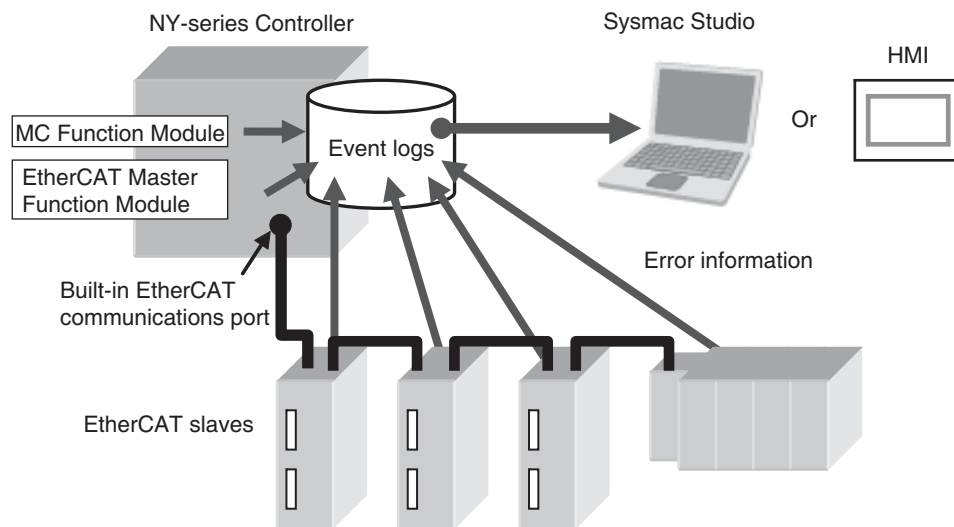 NY-series Controller
Sysmac Studio
HMI
MC Function Module
EtherCAT Master
Function Module
Event logs
Or
Built-in EtherCAT
communications port
Error information
EtherCAT slaves